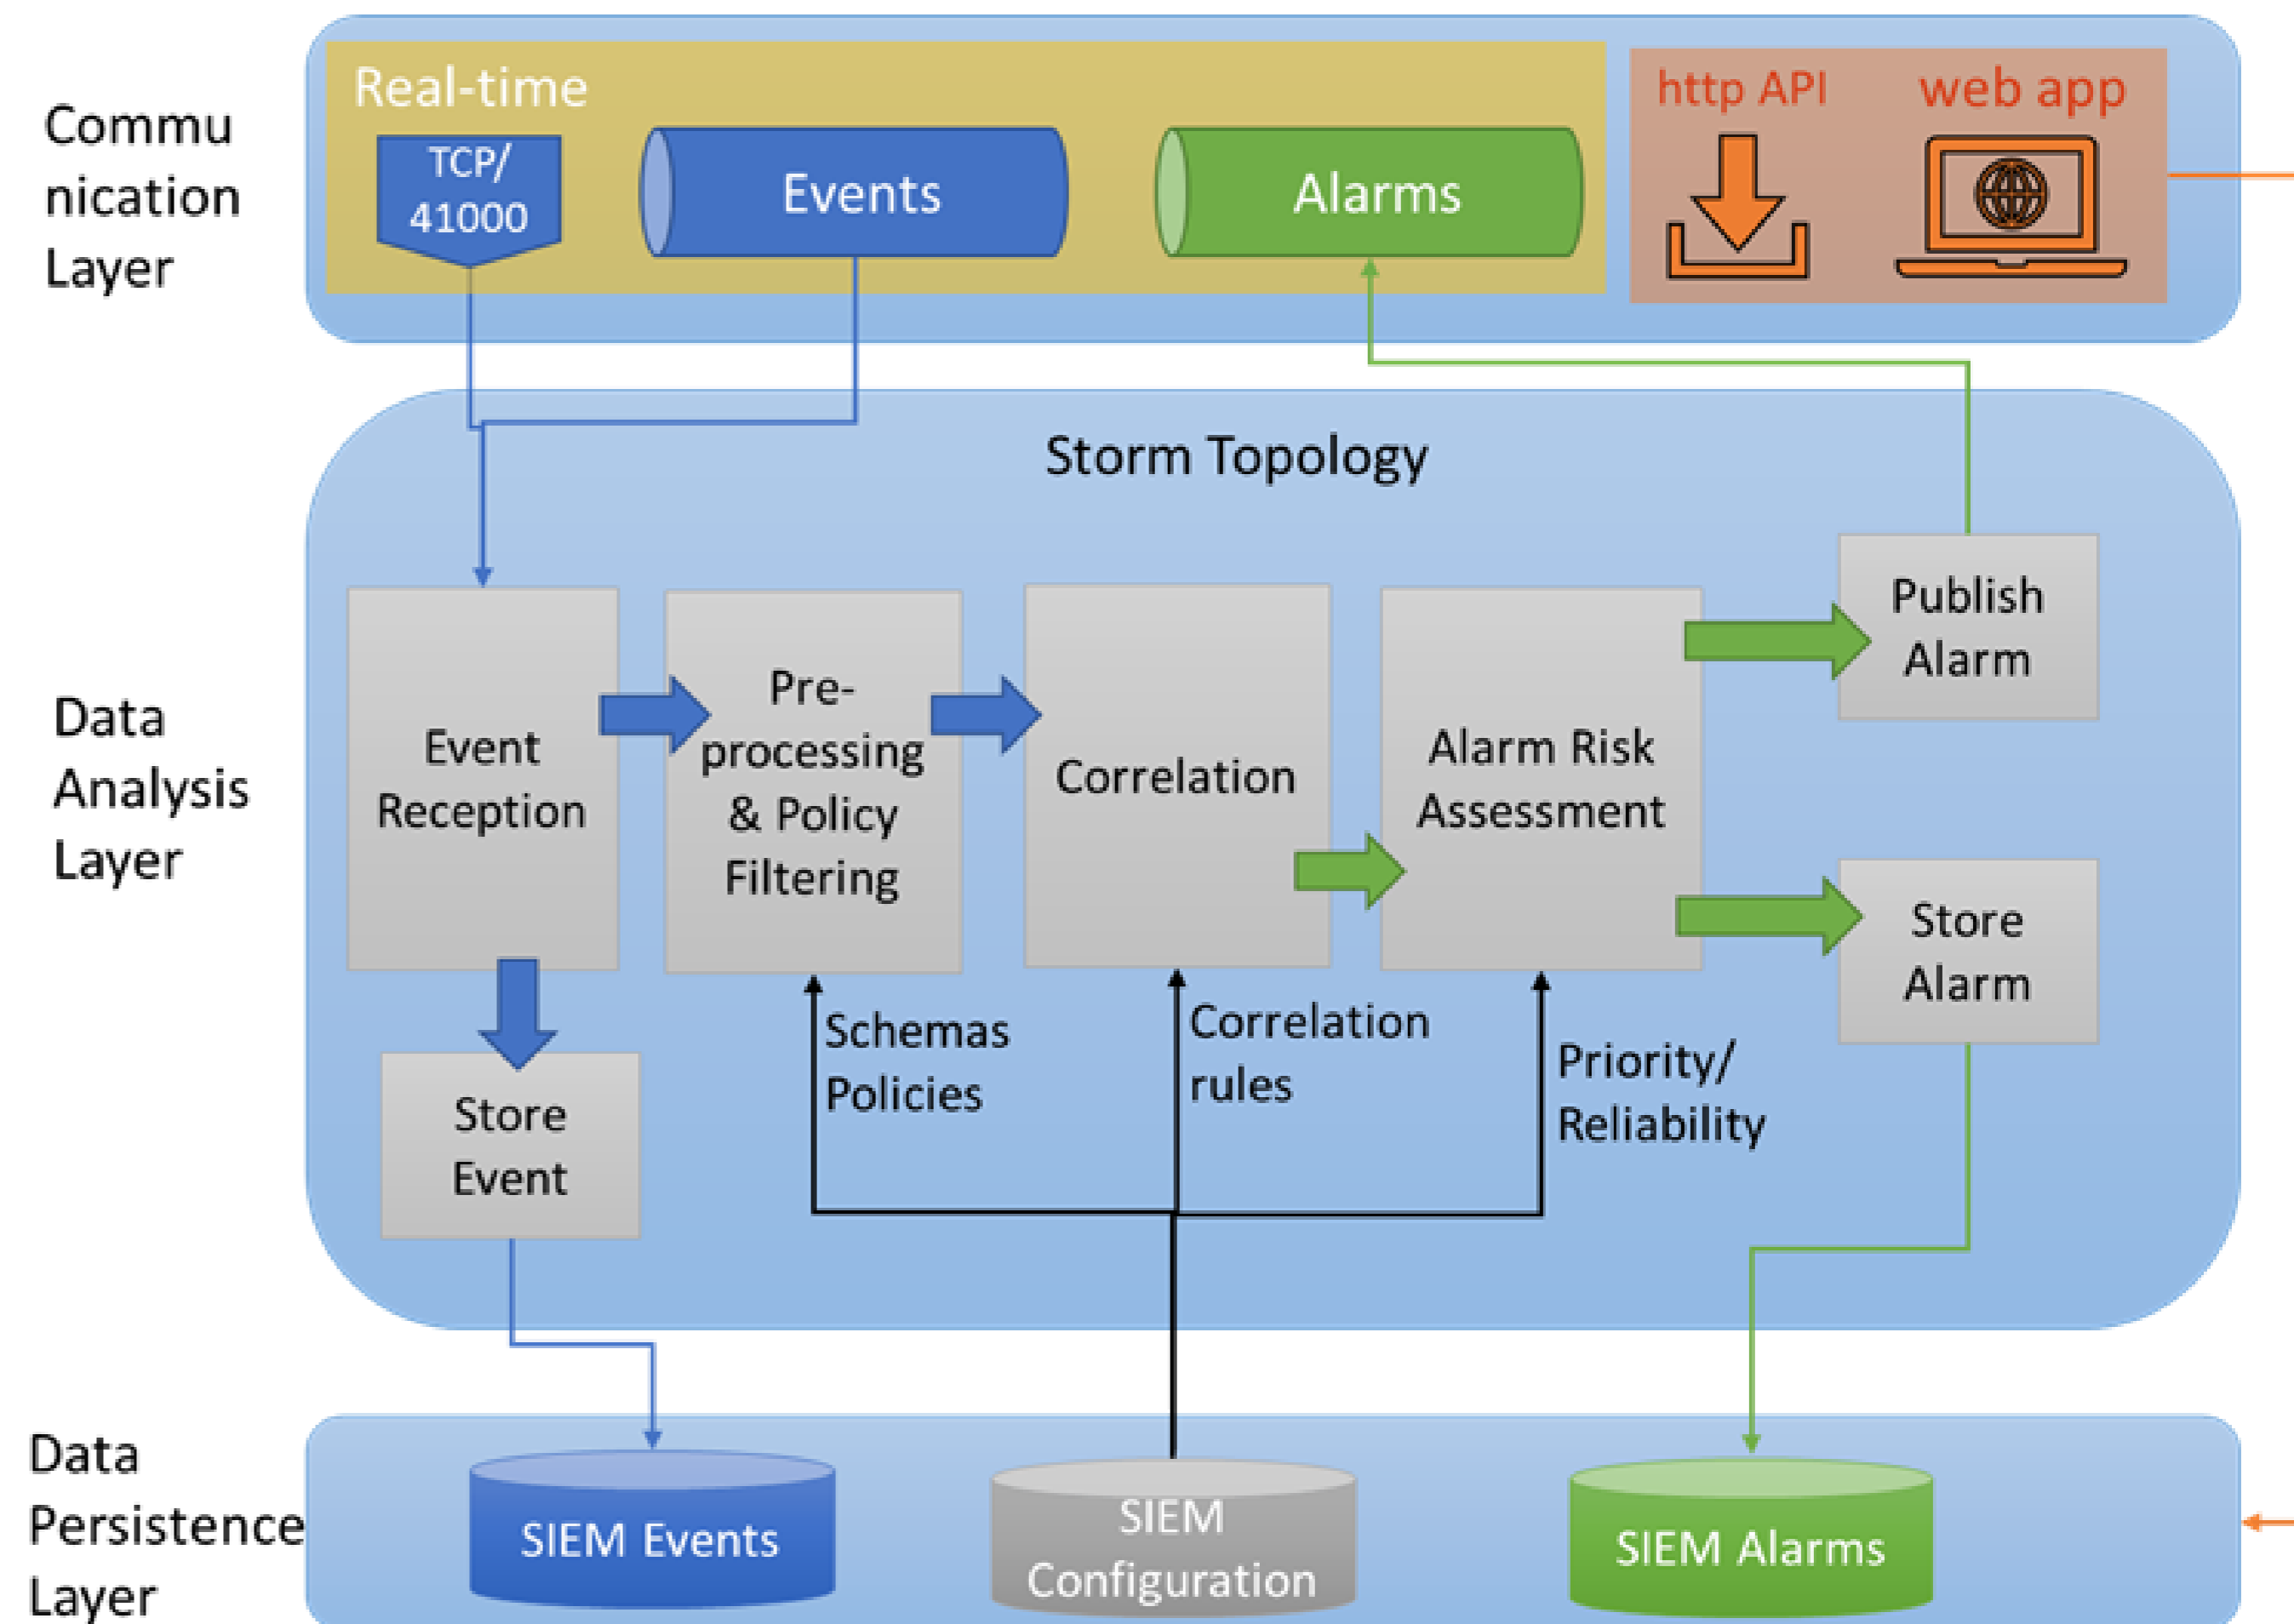 Commu
nication
Layer
Real-time
TCP/
41000
Events
Alarms
http API
web app
Storm Topology
Data
Analysis
Layer
Event
Reception
Pre-
processing
& Policy
Filtering
Correlation
Alarm Risk
Assessment
Publish
Alarm
Store
Alarm
Store
Event
Schemas
Policies
Correlation
rules
Priority/
Reliability
Data
Persistence
Layer
SIEM Events
SIEM
Configuration
SIEM Alarms